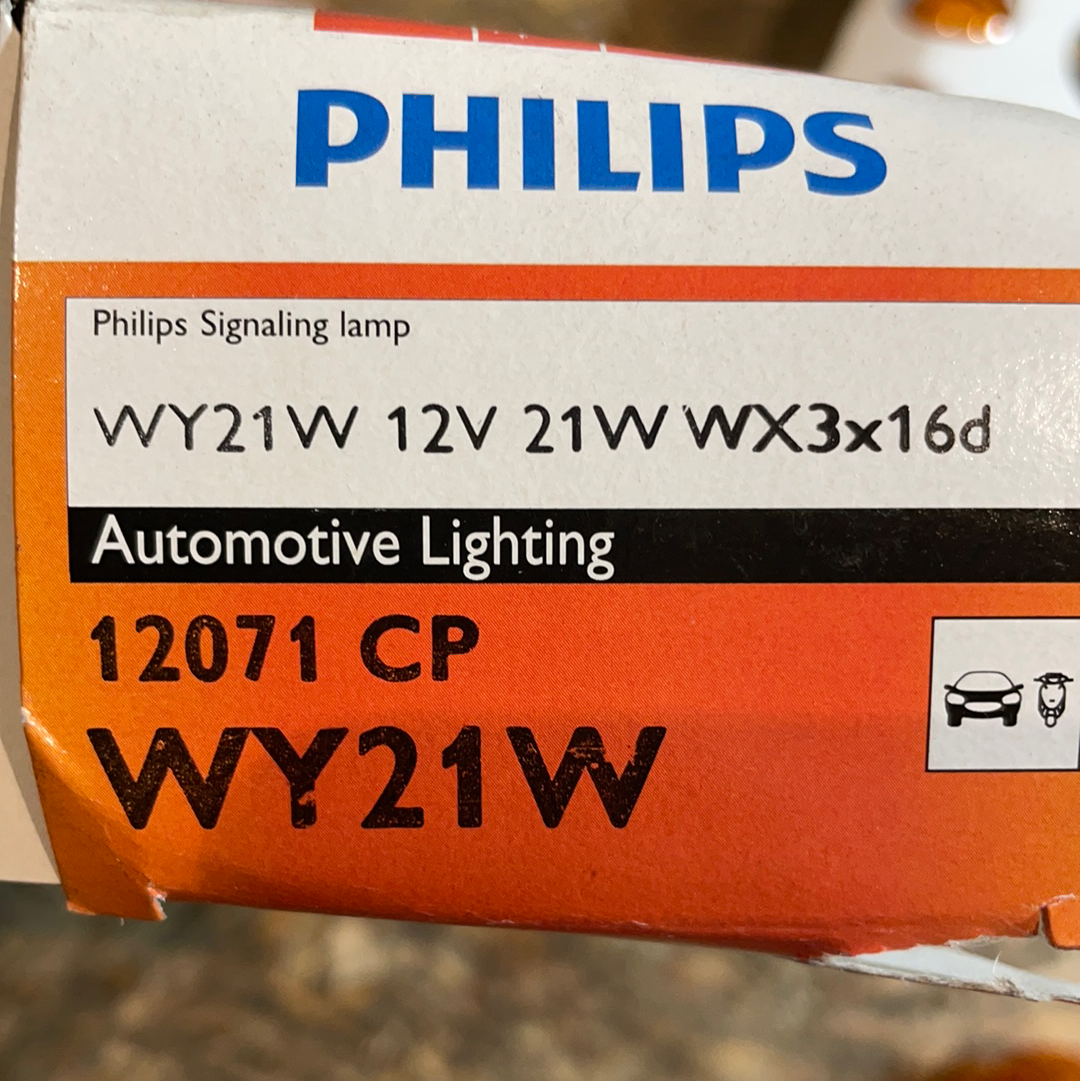 PHILIPS
Philips Signaling lamp
WY21W 12V 21W WX3x16d
Automotive Lighting
12071 CP
WY21W